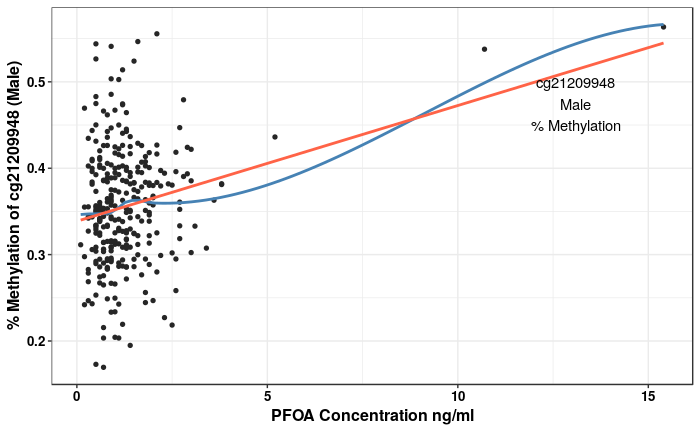 % Methylation of cg21209948 (Male)
0.5
0.4
0.3
0.2
cg21209948
Male
% Methylation
0
5
10
15
PFOA Concentration ng/ml